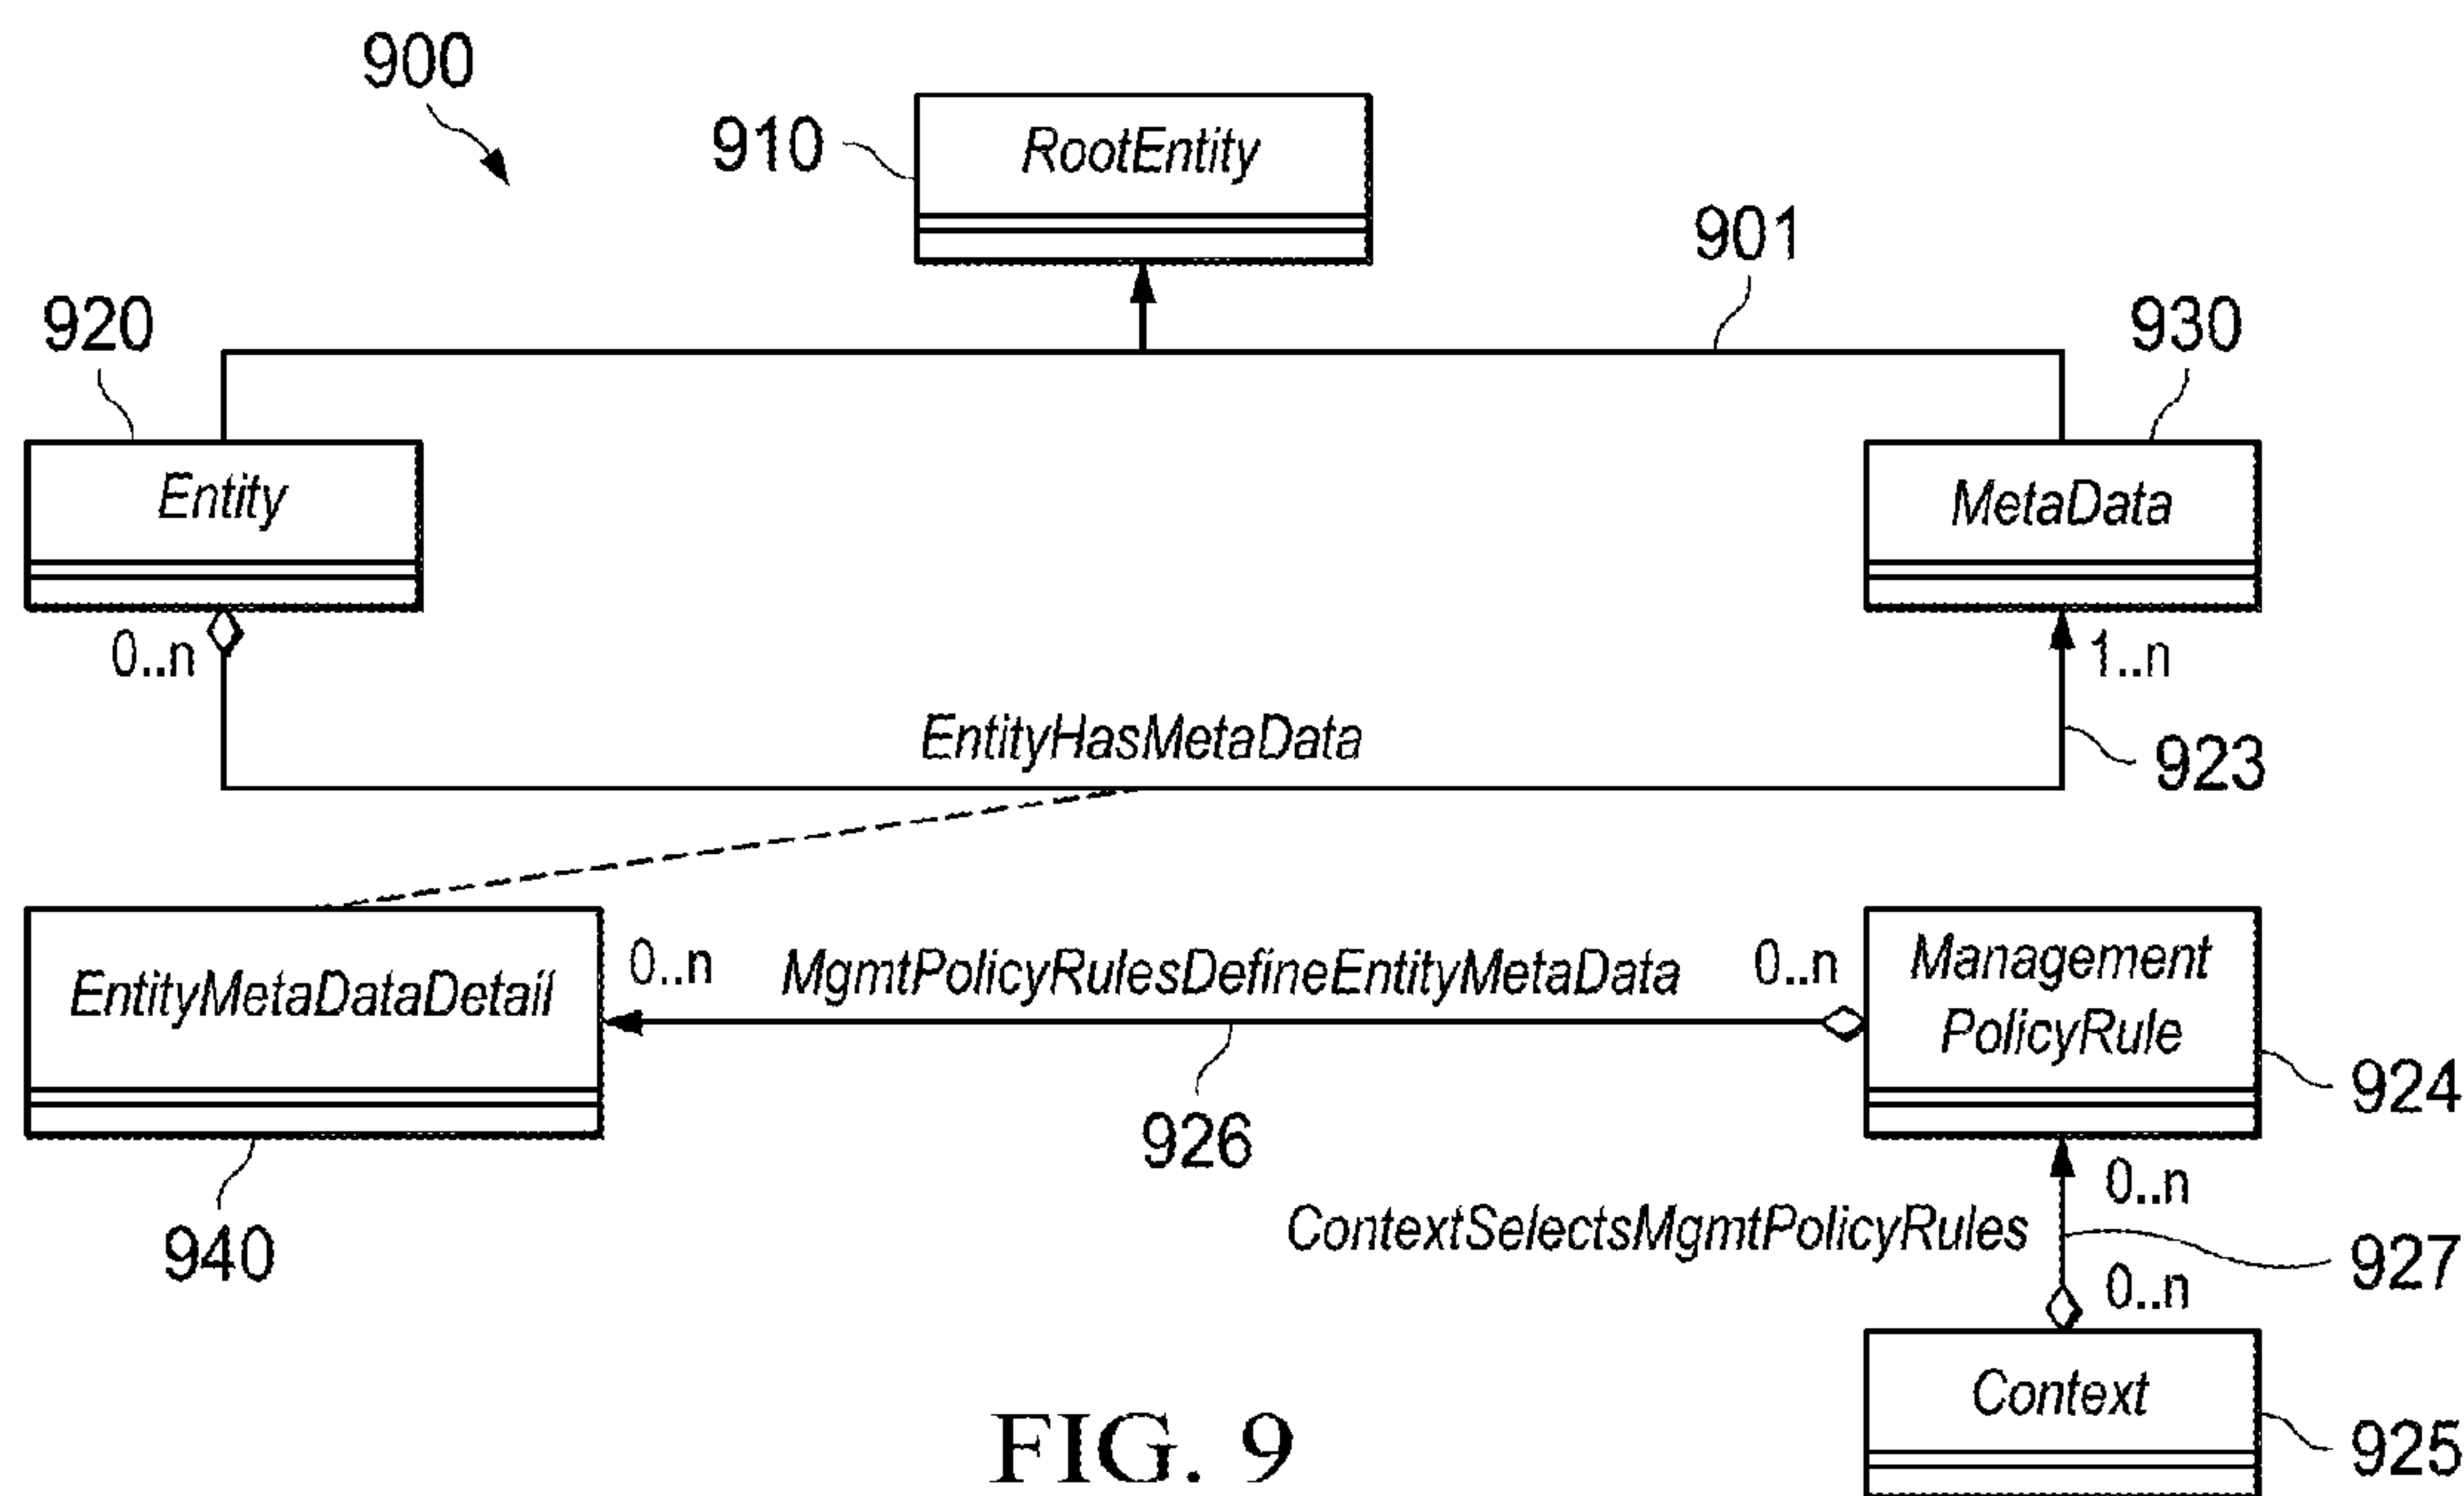 900
910
RootEntity
901
920
930
Entity
MetaData
0..n
1..n
EntityHasMetaData
923
EntityMetaDataDetail
0..n
MgmtPolicyRulesDefineEntityMetaData
0..n
Management
PolicyRule
924
926
940
0..n
ContextSelectsMgmtPolicyRules
927
0..n
Context
925
FIG. 9